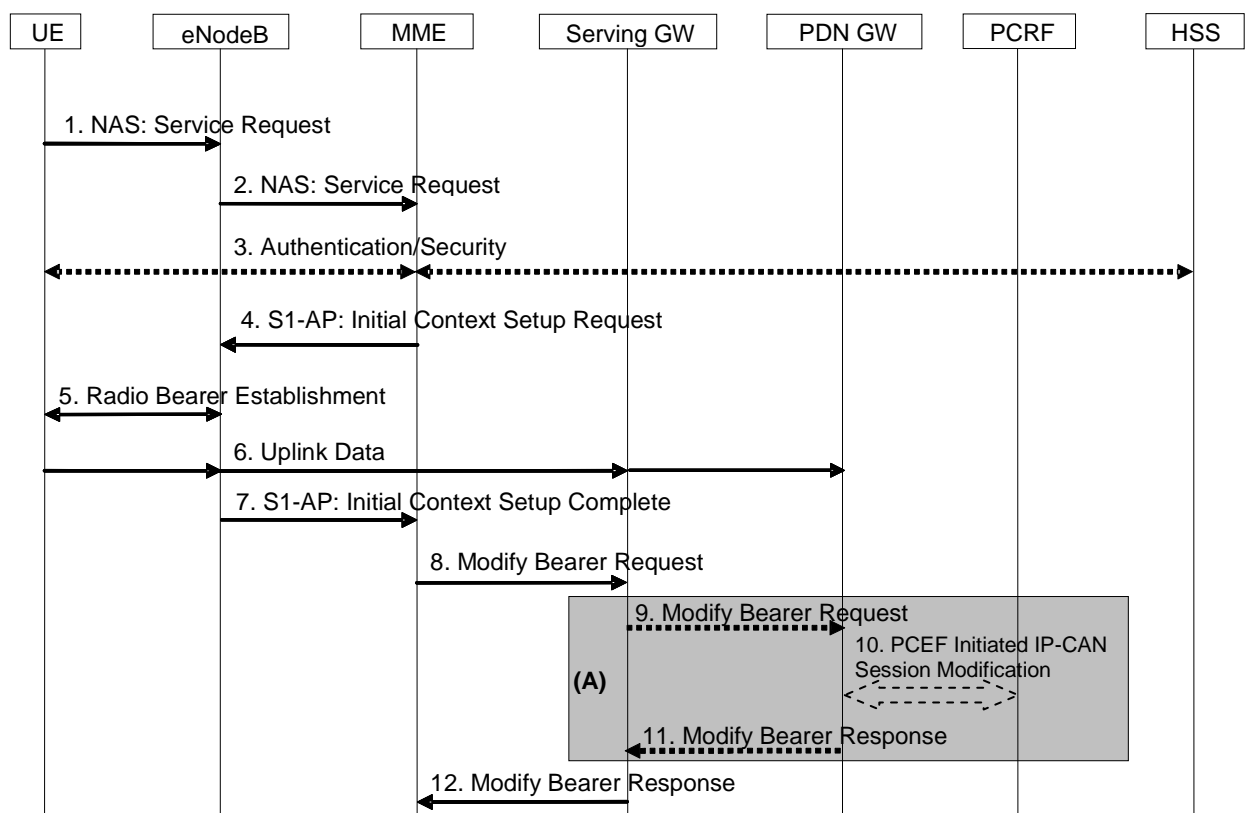 UE
eNodeB
MME
Serving GW
PDN GW
PCRF
HSS
1. NAS: Service Request
2. NAS: Service Request
3. Authentication/Security
4. S1-AP: Initial Context Setup Request
5. Radio Bearer Establishment
6. Uplink Data
7. S1-AP: Initial Context Setup Complete
8. Modify Bearer Request
9. Modify Bearer Request
10. PCEF Initiated IP-CAN
Session Modification
(A)
11. Modify Bearer Response
12. Modify Bearer Response